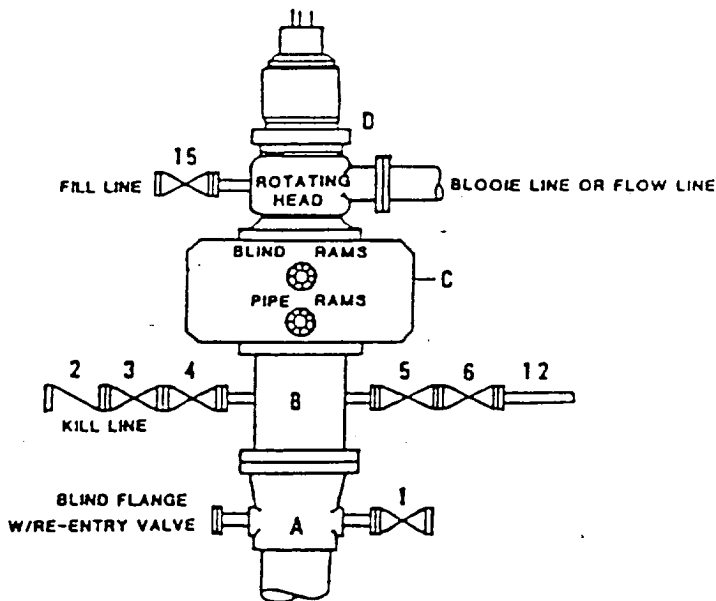 D
15
FILL LINE
ROTATING
HEAD
BLOOIE LINE OR FLOW LINE
BLIND RAMS
C
PIPE RAMS
2 3 4
5 6 12
B
KILL LINE
BLIND FLANGE
W/RE-ENTRY VALVE
1
A